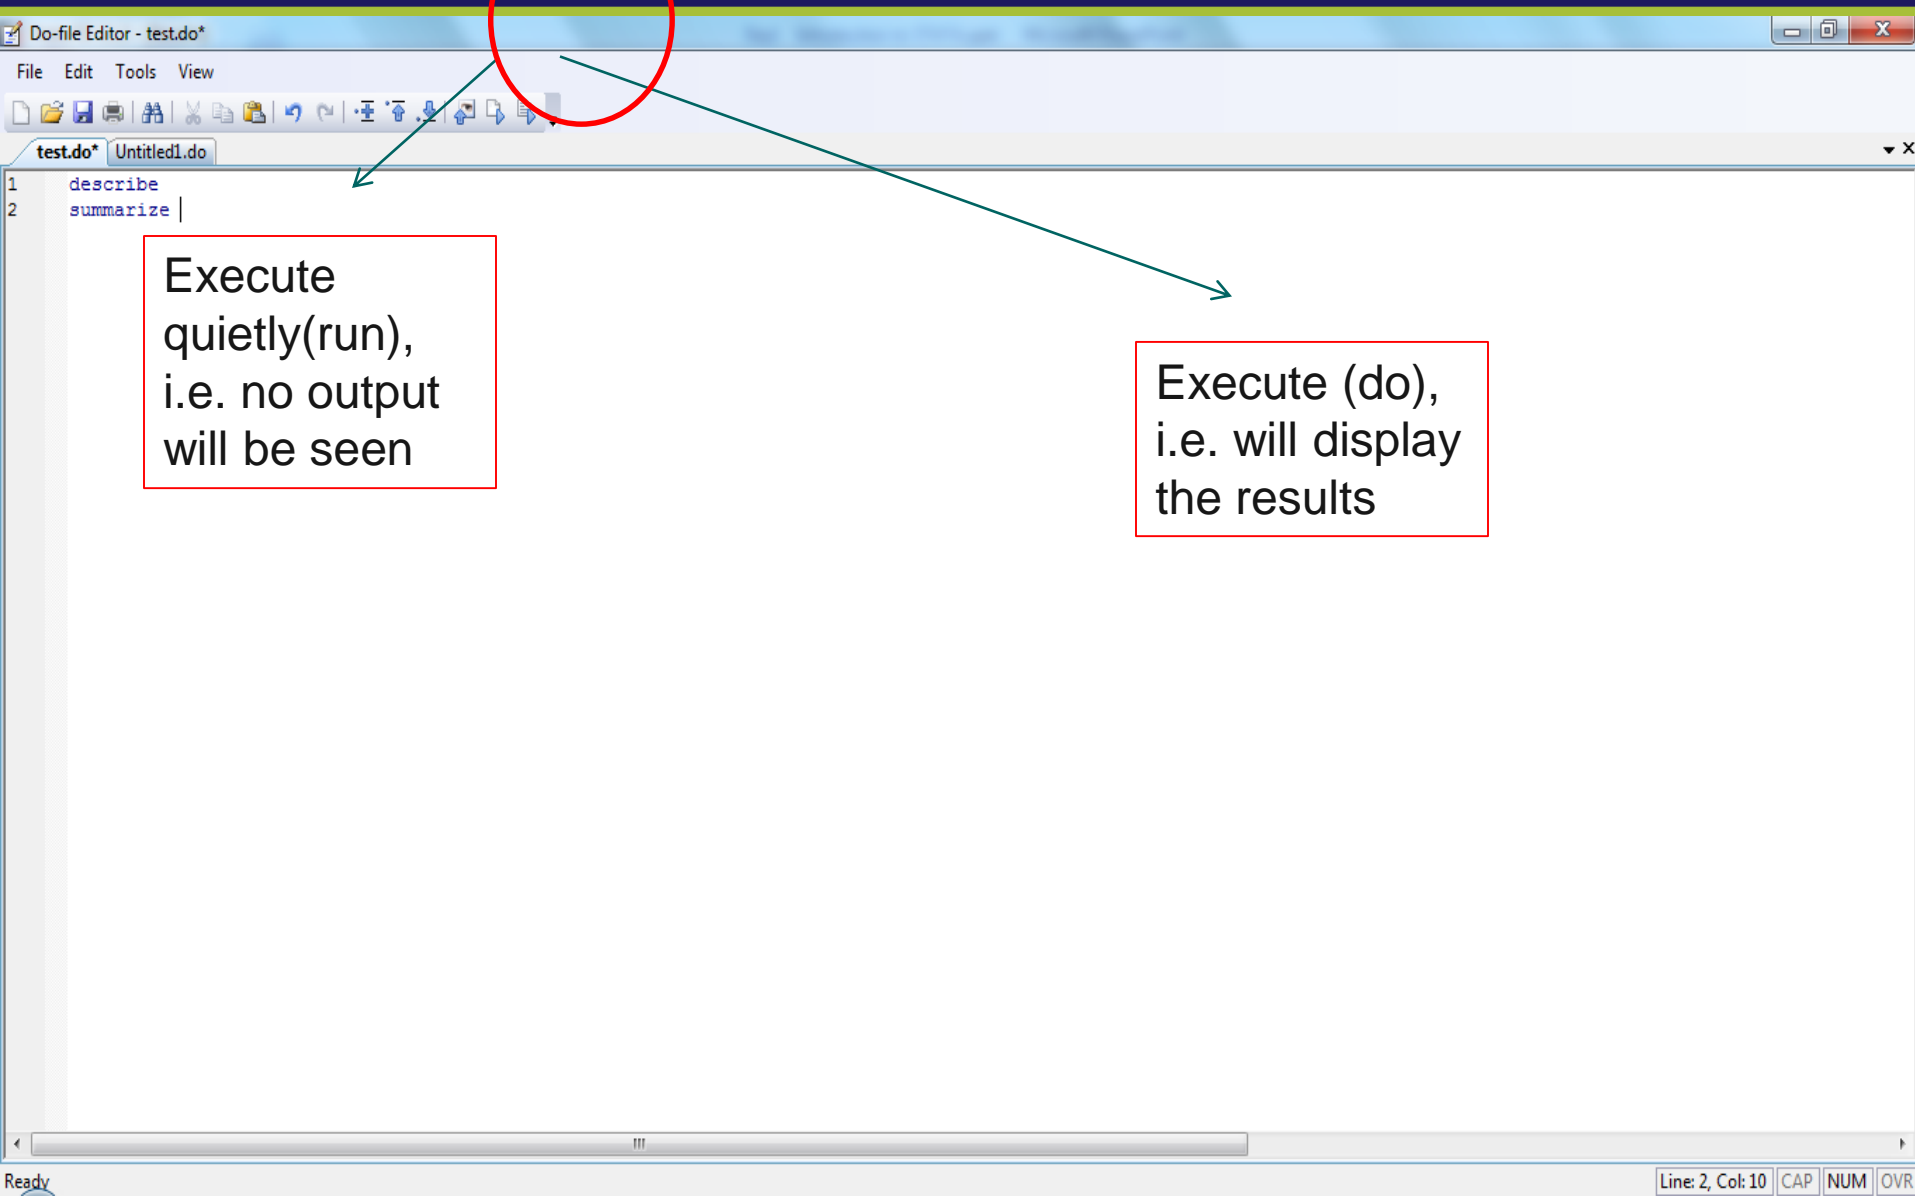 Do-file Editor - test.do*
File Edit Tools View
test.do* Untitled1.do
1 describe
2 summarize
Execute
quietly(run),
i.e. no output
will be seen
Execute (do),
i.e. will display
the results
Ready
Line: 2, Col: 10 CAP NUM OVR